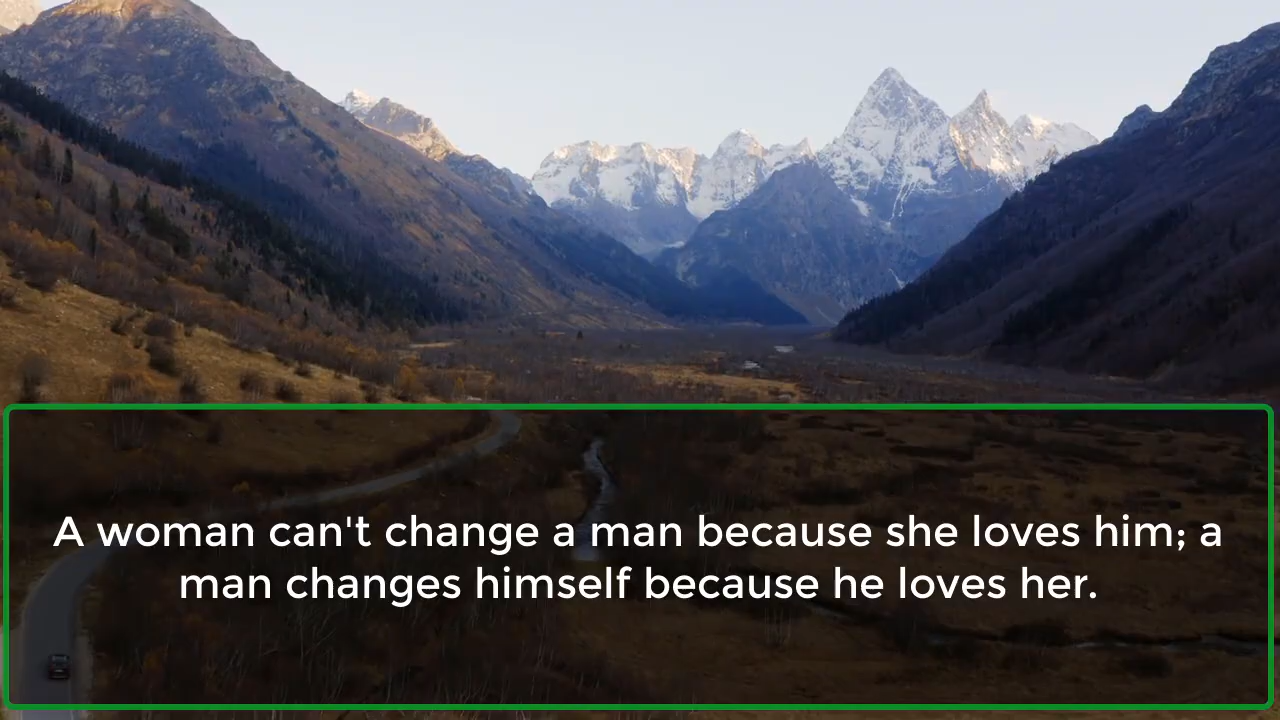 A woman can't change a man because she loves him; a
man changes himself because he loves her.